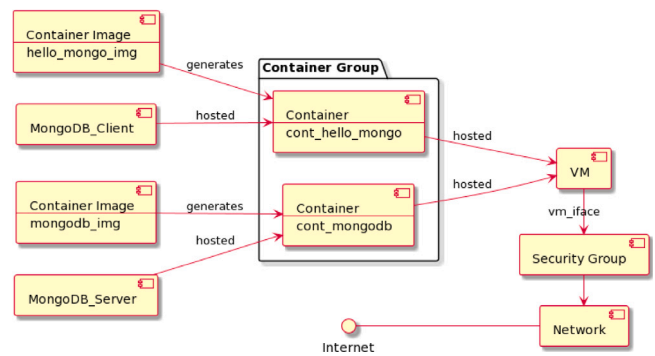 Container Image
hello_mongo_img
generates
Container Group
MongoDB_Client
hosted
Container
cont_hello_mongo
hosted
Container Image
mongodb_img
generates
hosted
Container
cont_mongodb
hosted
VM
vm_iface
MongoDB_Server
Security Group
Network
Internet